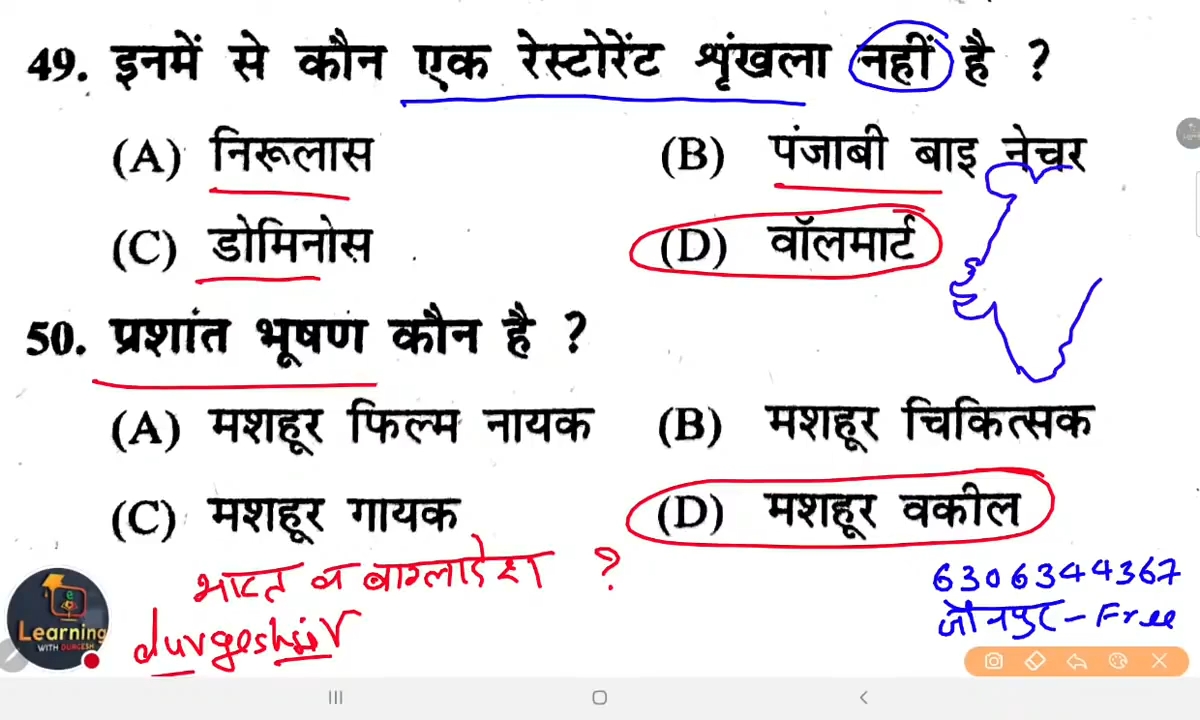 49. इनमें से कौन एक रेस्टोरेंट शृंखला नहीं है ?
(A) निरूलास (B) पंजाबी बाइ नेचर
(C) डोमिनोस (D) वॉलमार्ट
50. प्रशांत भूषण कौन है ?
(A) मशहूर फिल्म नायक (B) मशहूर चिकित्सक
(C) मशहूर गायक (D) मशहूर वकील
भारत व बाग्लादेश ?
durgeshsir
6306344367
जौनपुर - Free
Learning
WITH DURGESH